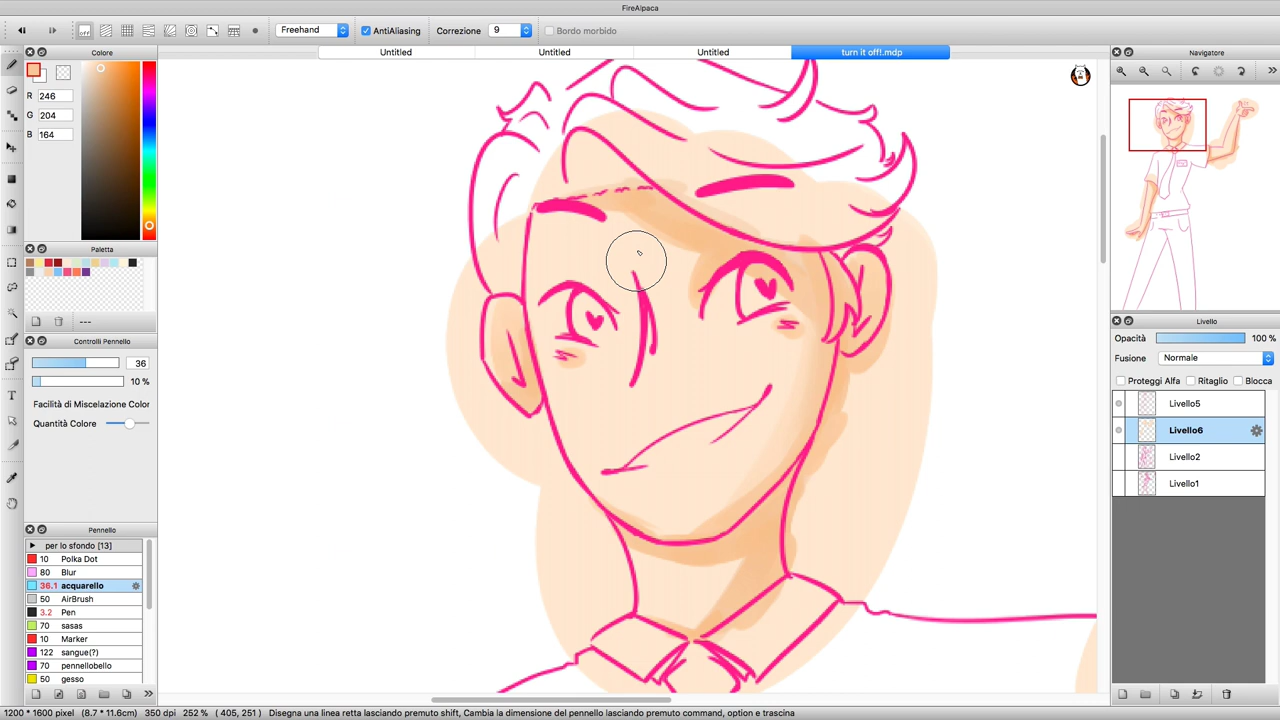 FireAlpaca
Freehand AntiAliasing Correzione 9 Bordo morbido
off
Colore Untitled Untitled Untitled turn it off!.mdp Navigatore
R 246
G 204
B 164
Paletta
---
Controlli Pennello
36
10 %
Facilità di Miscelazione Color
Quantità Colore
Pennello
per lo sfondo [13]
10 Polka Dot
80 Blur
36.1 acquarello
50 AirBrush
3.2 Pen
70 sasas
10 Marker
122 sangue(?)
70 pennellobello
50 gesso
Livello
Opacità 100 %
Fusione Normale
Proteggi Alfa Ritaglio Blocca
Livello5
Livello6
Livello2
Livello1
1200 * 1600 pixel (8.7 * 11.6cm) 350 dpi 252 % ( 405, 251 ) Disegna una linea retta lasciando premuto shift, Cambia la dimensione del pennello lasciando premuto command, option e trascina